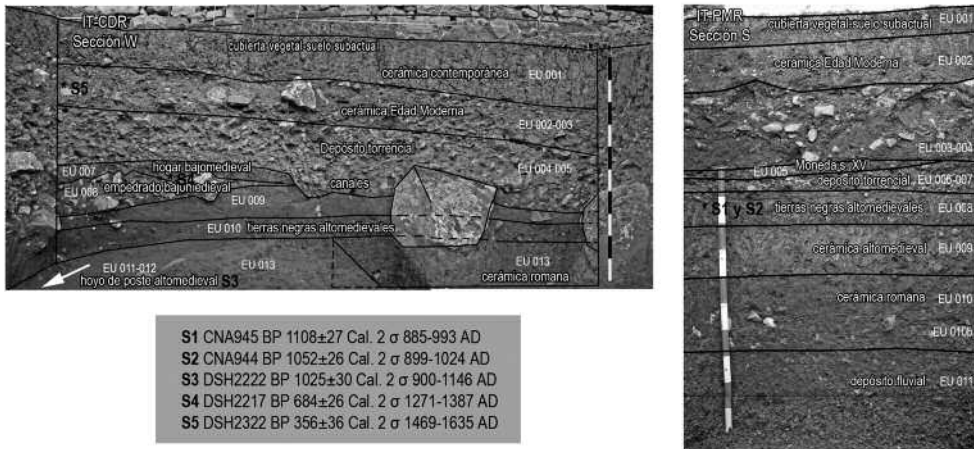 IT-CDR
Sección W
cubierta vegetal-suelo subactual
cerámica contemporánea
EU 001
S5
cerámica Edad Moderna
EU 002-003
Depósito torrencia
EU 004-005
EU 007
hogar bajomedieval
EU 008
empedrado bajomedieval
canales
EU 009
EU 010
tierras negras altomedievales
EU 011-012
EU 013
EU 013
hoyo de poste altomedieval
S3
cerámica romana
S1 CNA945 BP 1108±27 Cal. 2 σ 885-993 AD
S2 CNA944 BP 1052±26 Cal. 2 σ 899-1024 AD
S3 DSH2222 BP 1025±30 Cal. 2 σ 900-1146 AD
S4 DSH2217 BP 684±26 Cal. 2 σ 1271-1387 AD
S5 DSH2322 BP 356±36 Cal. 2 σ 1469-1635 AD
IT-PMR
Sección S
EU 001
cubierta vegetal-suelo subactual
cerámica Edad Moderna
EU 002
EU 003-004
Moneda s. XV
EU 005
depósito torrencial
EU 006-007
S1 y S2
tierras negras altomedievales
EU 008
cerámica altomedieval
EU 009
cerámica romana
EU 010
EU 010b
depósito fluvial
EU 011